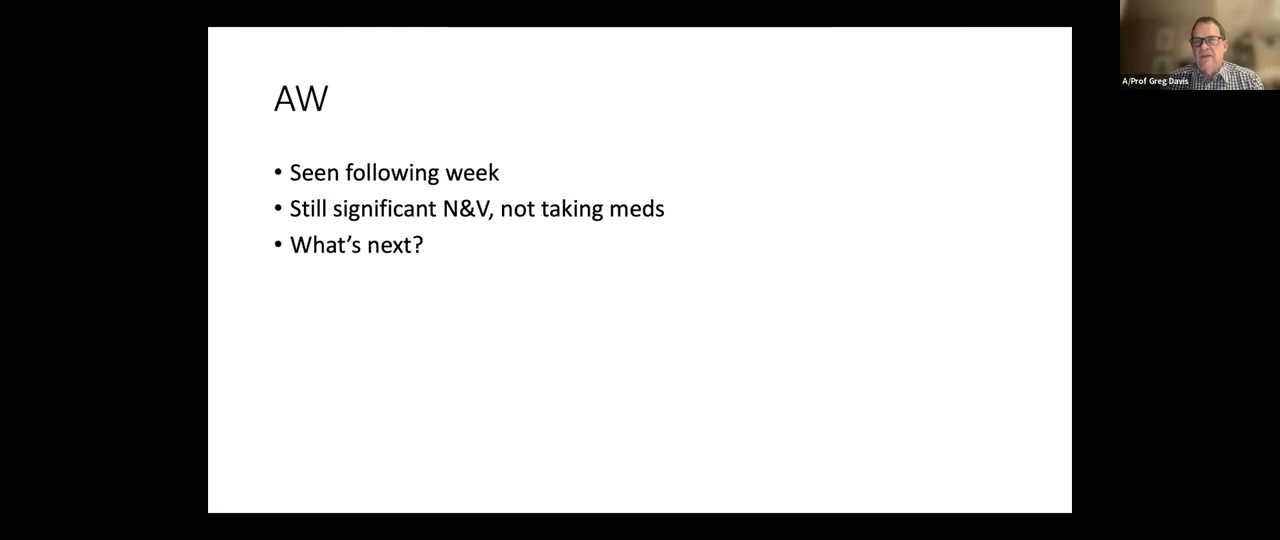 AW
• Seen following week
• Still significant N&V, not taking meds
• What's next?
A/Prof Greg Davis